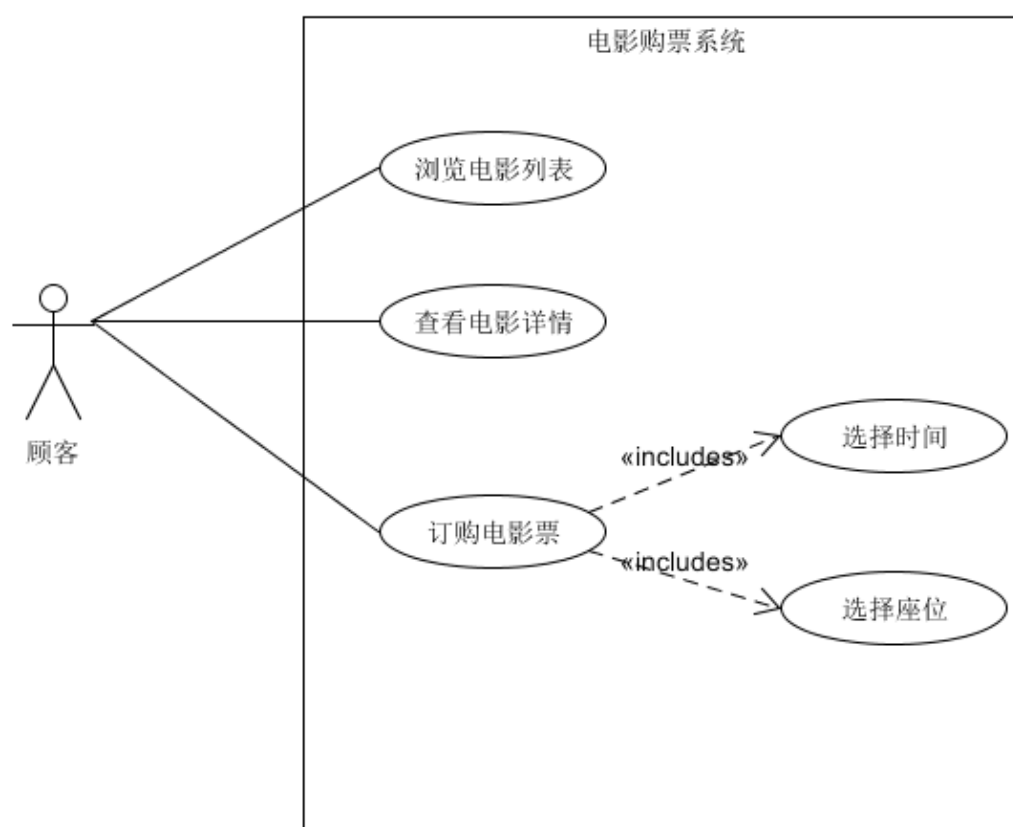 电影购票系统
浏览电影列表
查看电影详情
顾客
选择时间
«includes»
订购电影票
«includes»
选择座位